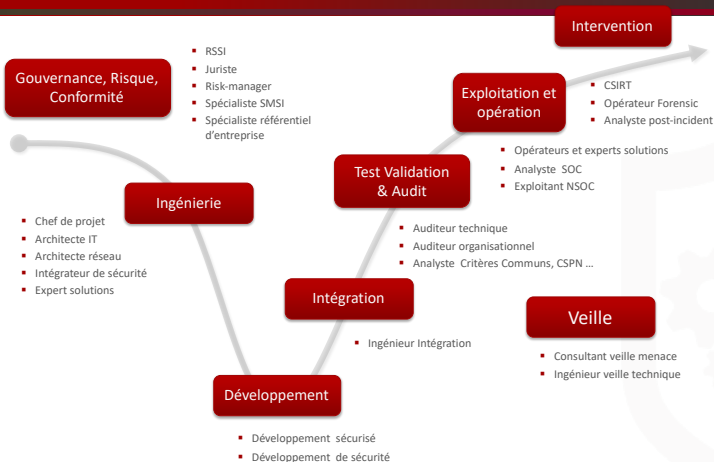 Gouvernance, Risque,
Conformité
▪ RSSI
▪ Juriste
▪ Risk-manager
▪ Spécialiste SMSI
▪ Spécialiste référentiel
d'entreprise
Ingénierie
▪ Chef de projet
▪ Architecte IT
▪ Architecte réseau
▪ Intégrateur de sécurité
▪ Expert solutions
Développement
▪ Développement sécurisé
▪ Développement de sécurité
Intégration
▪ Ingénieur Intégration
Test Validation
& Audit
▪ Auditeur technique
▪ Auditeur organisationnel
▪ Analyste Critères Communs, CSPN ...
Exploitation et
opération
▪ Opérateurs et experts solutions
▪ Analyste SOC
▪ Exploitant NSOC
Intervention
▪ CSIRT
▪ Opérateur Forensic
▪ Analyste post-incident
Veille
▪ Consultant veille menace
▪ Ingénieur veille technique